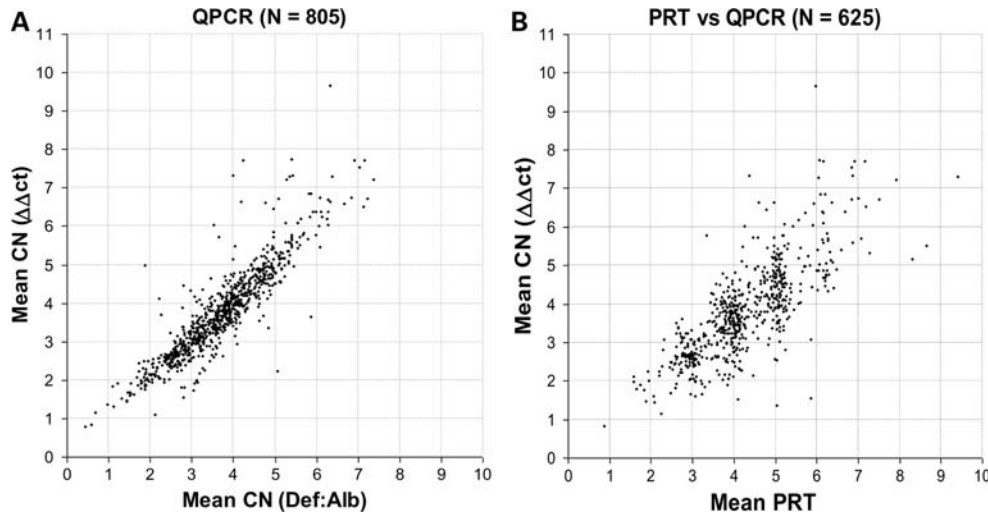 A
QPCR (N = 805)
11
10
9
8
7
6
5
4
3
2
1
0
Mean CN (ΔΔct)
0 1 2 3 4 5 6 7 8 9 10
Mean CN (Def:Alb)
B
PRT vs QPCR (N = 625)
11
10
9
8
7
6
5
4
3
2
1
0
Mean CN (ΔΔct)
0 1 2 3 4 5 6 7 8 9 10
Mean PRT